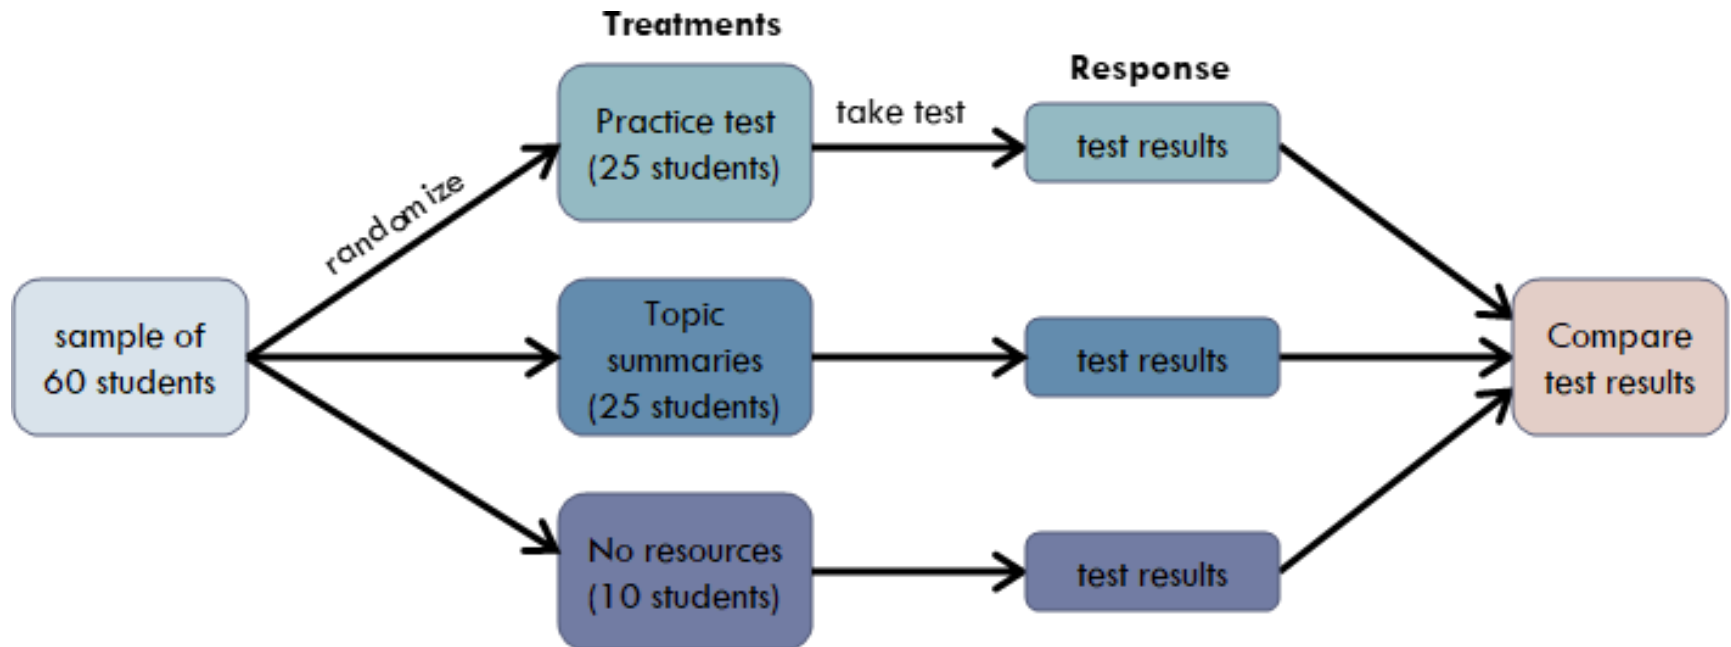 Treatments
Response
randomize
take test
Practice test
(25 students)
test results
sample of
60 students
Topic
summaries
(25 students)
test results
Compare
test results
No resources
(10 students)
test results